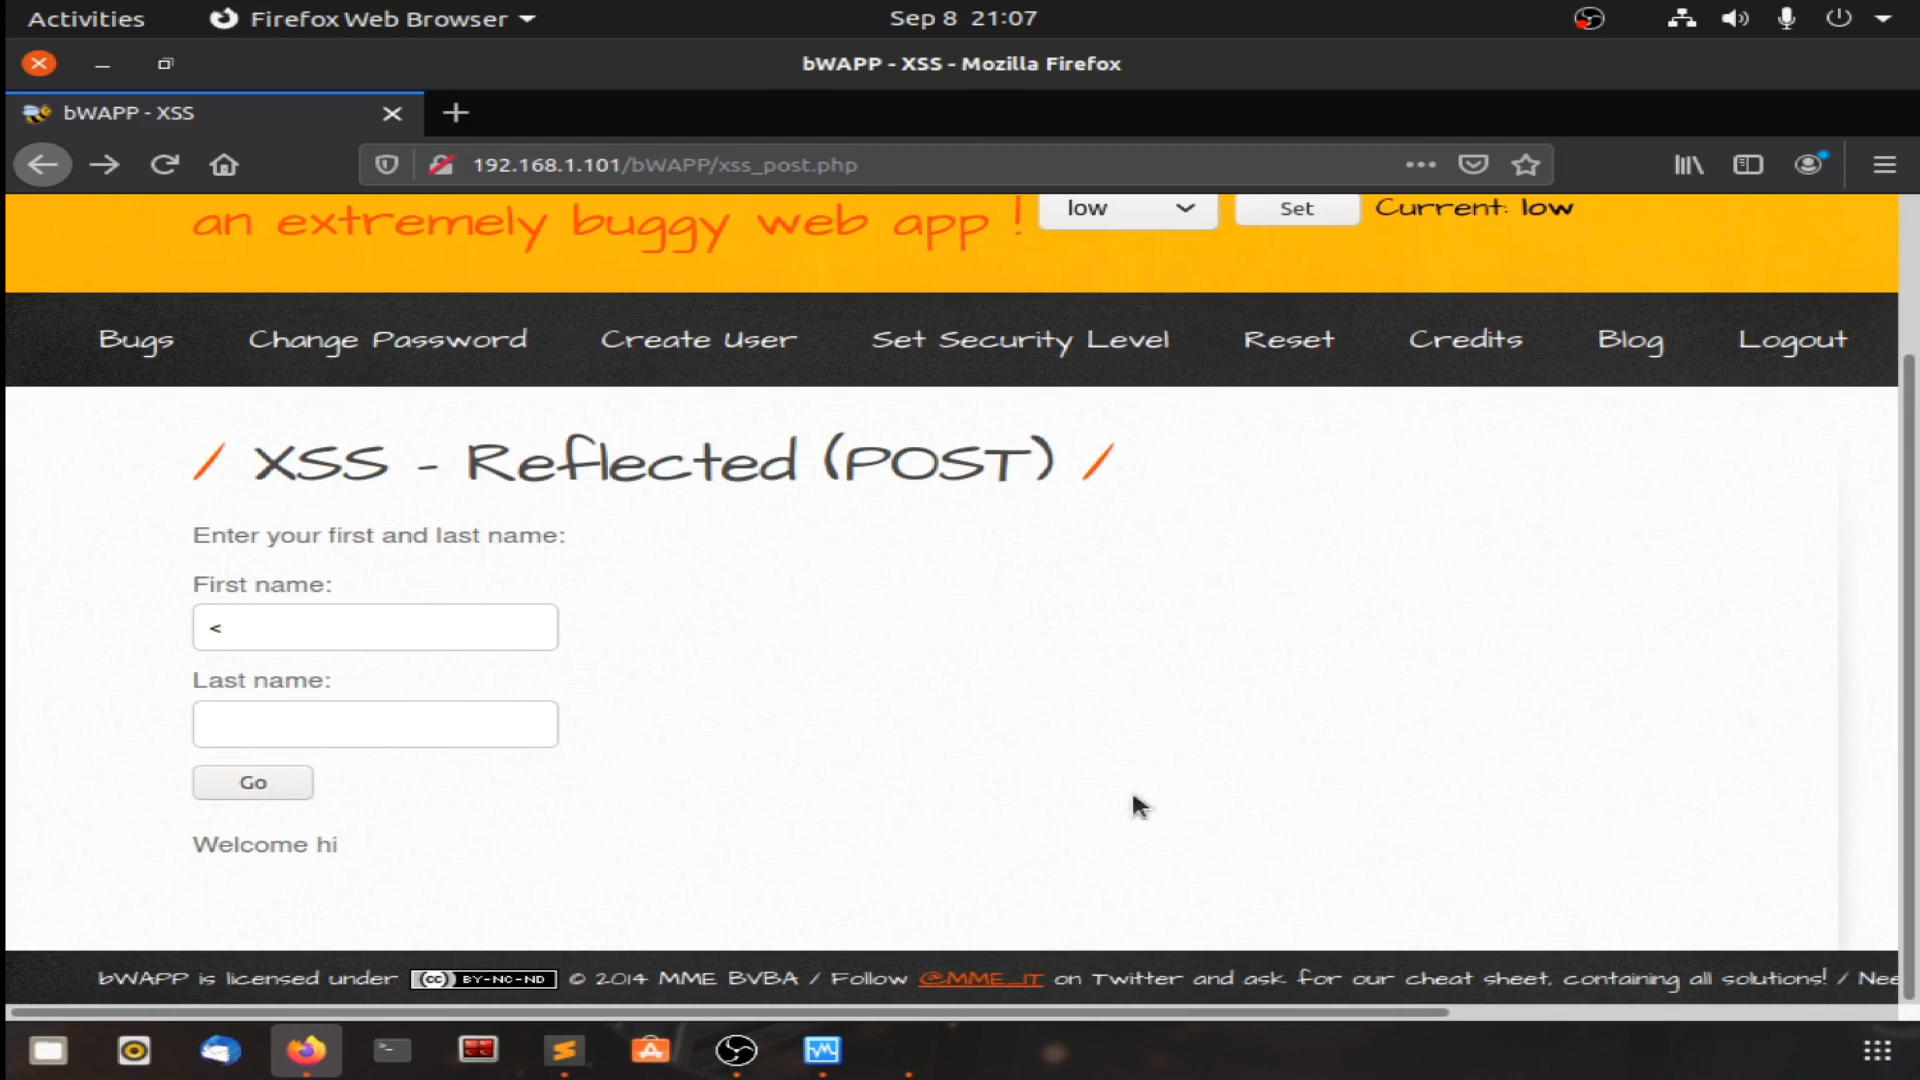 Activities Firefox Web Browser Sep 8 21:07
bWAPP - XSS - Mozilla Firefox
bWAPP - XSS
192.168.1.101/bWAPP/xss_post.php
an extremely buggy web app ! low Set Current: low
Bugs Change Password Create User Set Security Level Reset Credits Blog Logout
/ XSS - Reflected (POST) /
Enter your first and last name:
First name:
<
Last name:
Go
Welcome hi
bWAPP is licensed under (cc) BY-NC-ND © 2014 MME BVBA / Follow @MME_IT on Twitter and ask for our cheat sheet, containing all solutions! / Nee